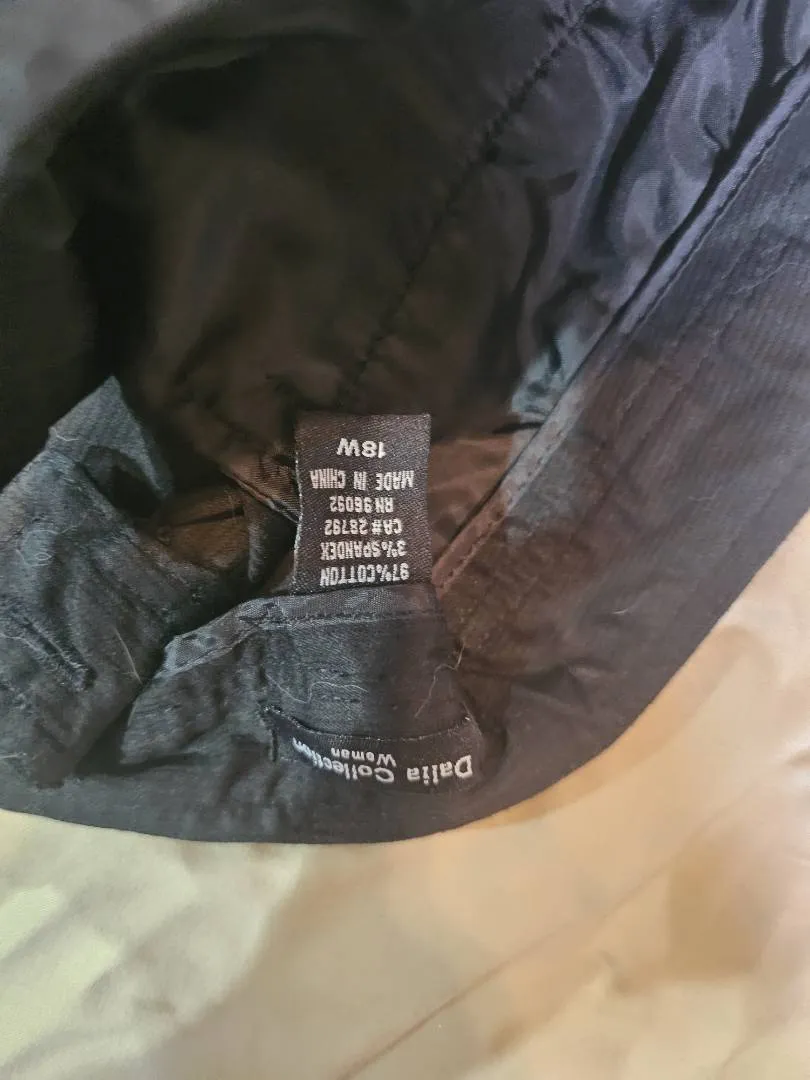 Dalia Collection
Woman
97% COTTON
3% SPANDEX
CA# 28792
RN 96092
MADE IN CHINA
18W